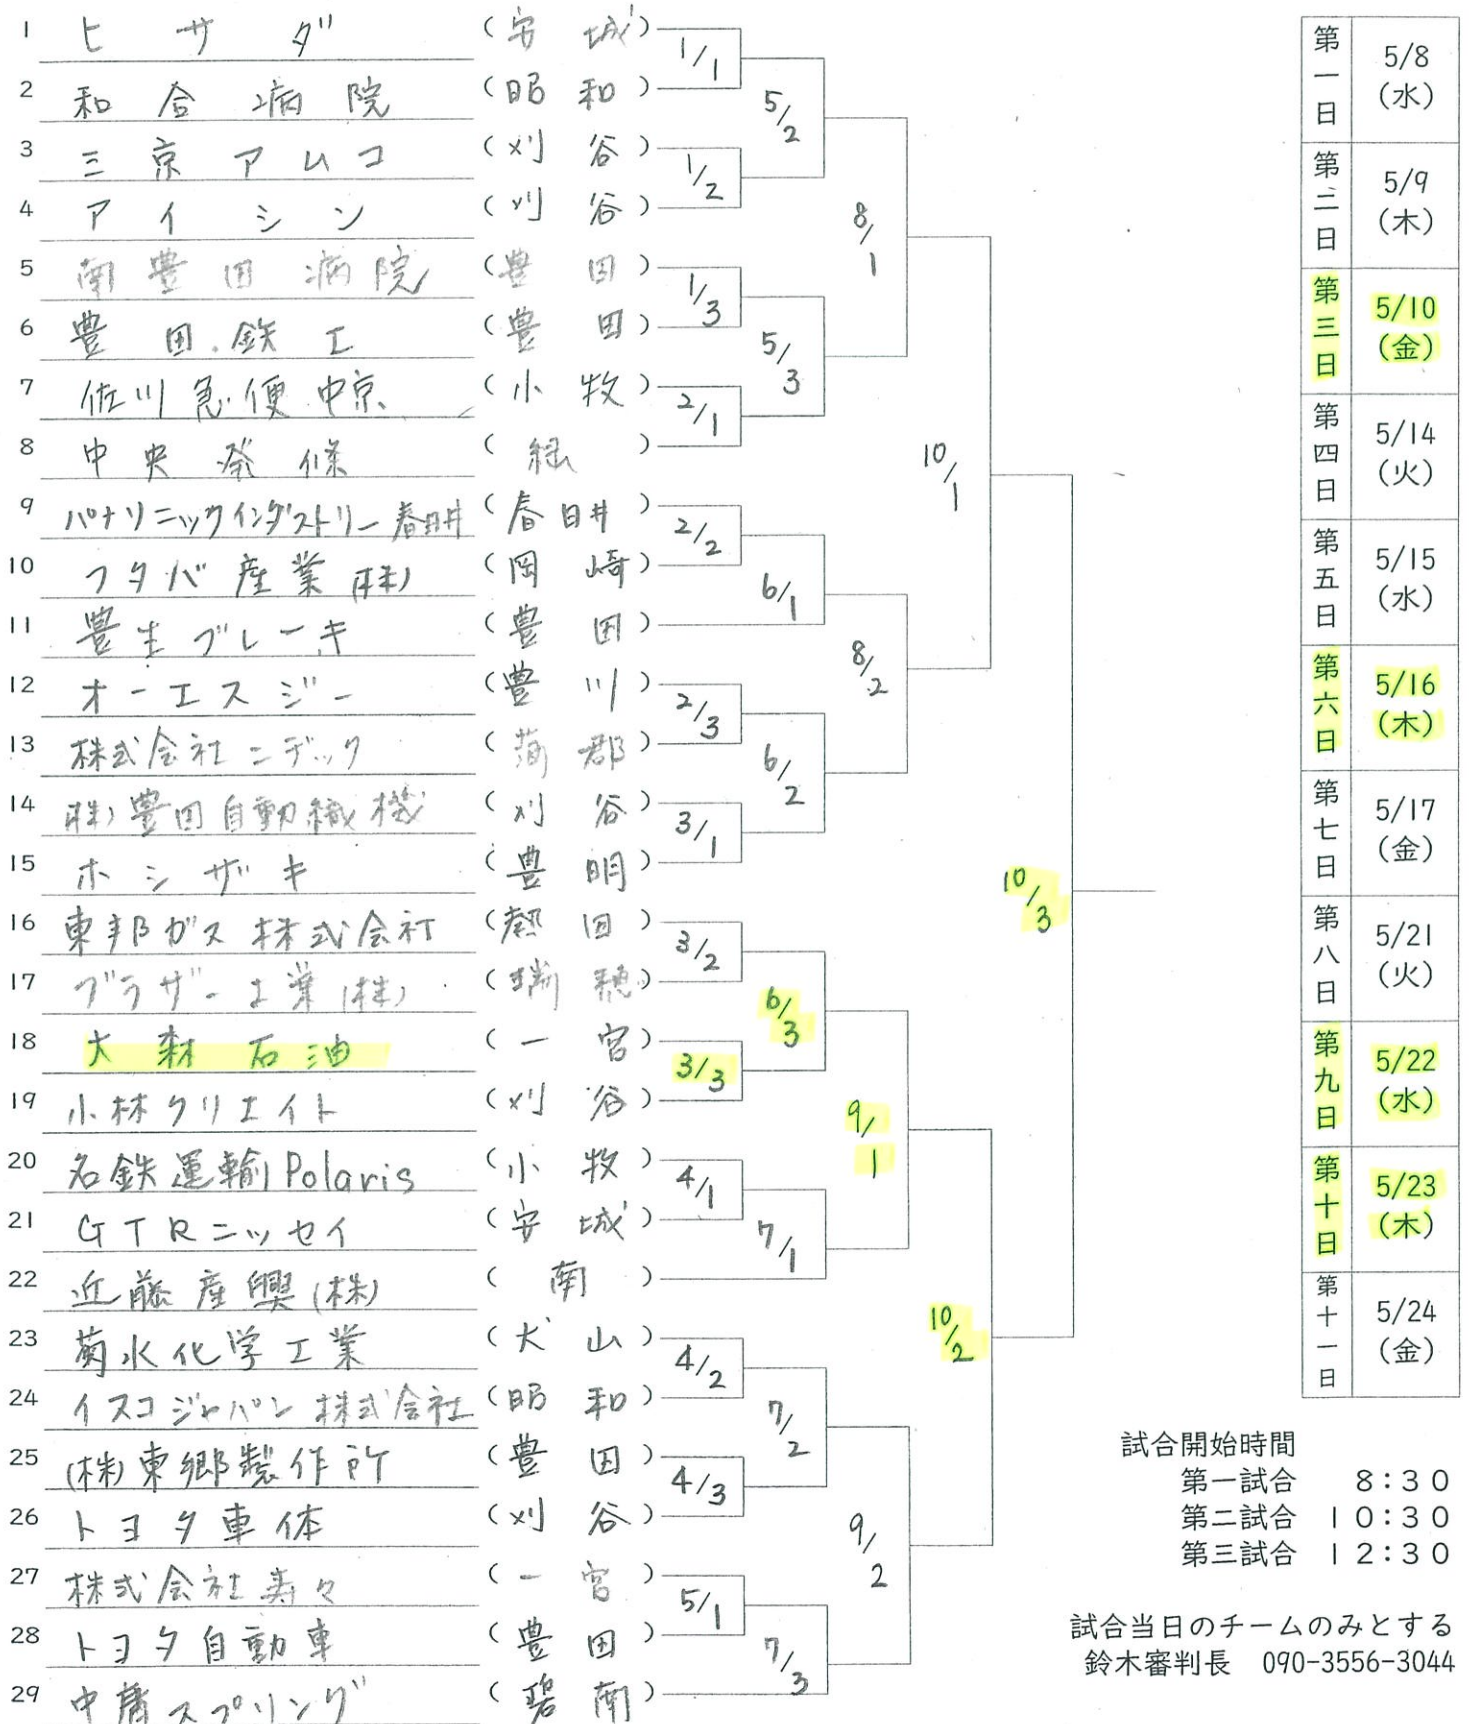 1 ヒサダ (安城)
2 和合病院 (昭和)
3 三京アムコ (刈谷)
4 アイシン (刈谷)
5 南豊田病院 (豊田)
6 豊田鉄工 (豊田)
7 佐川急便中京 (小牧)
8 中央発條 (緑)
9 パナソニックインダストリー春日井 (春日井)
10 フタバ産業(株) (岡崎)
11 豊生ブレーキ (豊田)
12 オーエスジー (豊川)
13 株式会社ニデック (蒲郡)
14 (株)豊田自動織機 (刈谷)
15 ホシザキ (豊明)
16 東邦ガス株式会社 (熱田)
17 ブラザー工業(株) (瑞穂)
18 大森石油 (一宮)
19 小林クリエイト (刈谷)
20 名鉄運輸Polaris (小牧)
21 GTRニッセイ (安城)
22 近藤産興(株) (南)
23 菊水化学工業 (犬山)
24 イスコジャパン株式会社 (昭和)
25 (株)東郷製作所 (豊田)
26 トヨタ車体 (刈谷)
27 株式会社寿々 (一宮)
28 トヨタ自動車 (豊田)
29 中庸スプリング (碧南)
1/1
1/2
1/3
2/1
2/2
2/3
3/1
3/2
3/3
4/1
4/2
4/3
5/1
5/2
5/3
6/1
6/2
6/3
7/1
7/2
7/3
8/1
8/2
9/1
9/2
10/1
10/2
10/3
第一日 5/8 (水)
第二日 5/9 (木)
第三日 5/10 (金)
第四日 5/14 (火)
第五日 5/15 (水)
第六日 5/16 (木)
第七日 5/17 (金)
第八日 5/21 (火)
第九日 5/22 (水)
第十日 5/23 (木)
第十一日 5/24 (金)
試合開始時間
第一試合 8:30
第二試合 10:30
第三試合 12:30
試合当日のチームのみとする
鈴木審判長 090-3556-3044